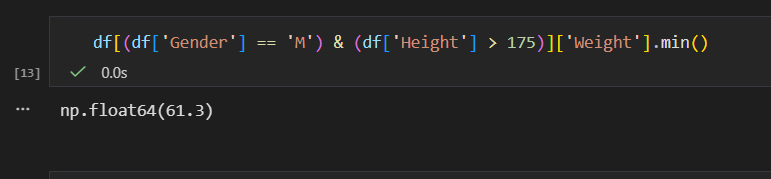 df[(df['Gender'] == 'M') & (df['Height'] > 175)]['Weight'].min()
[13] 0.0s
np.float64(61.3)